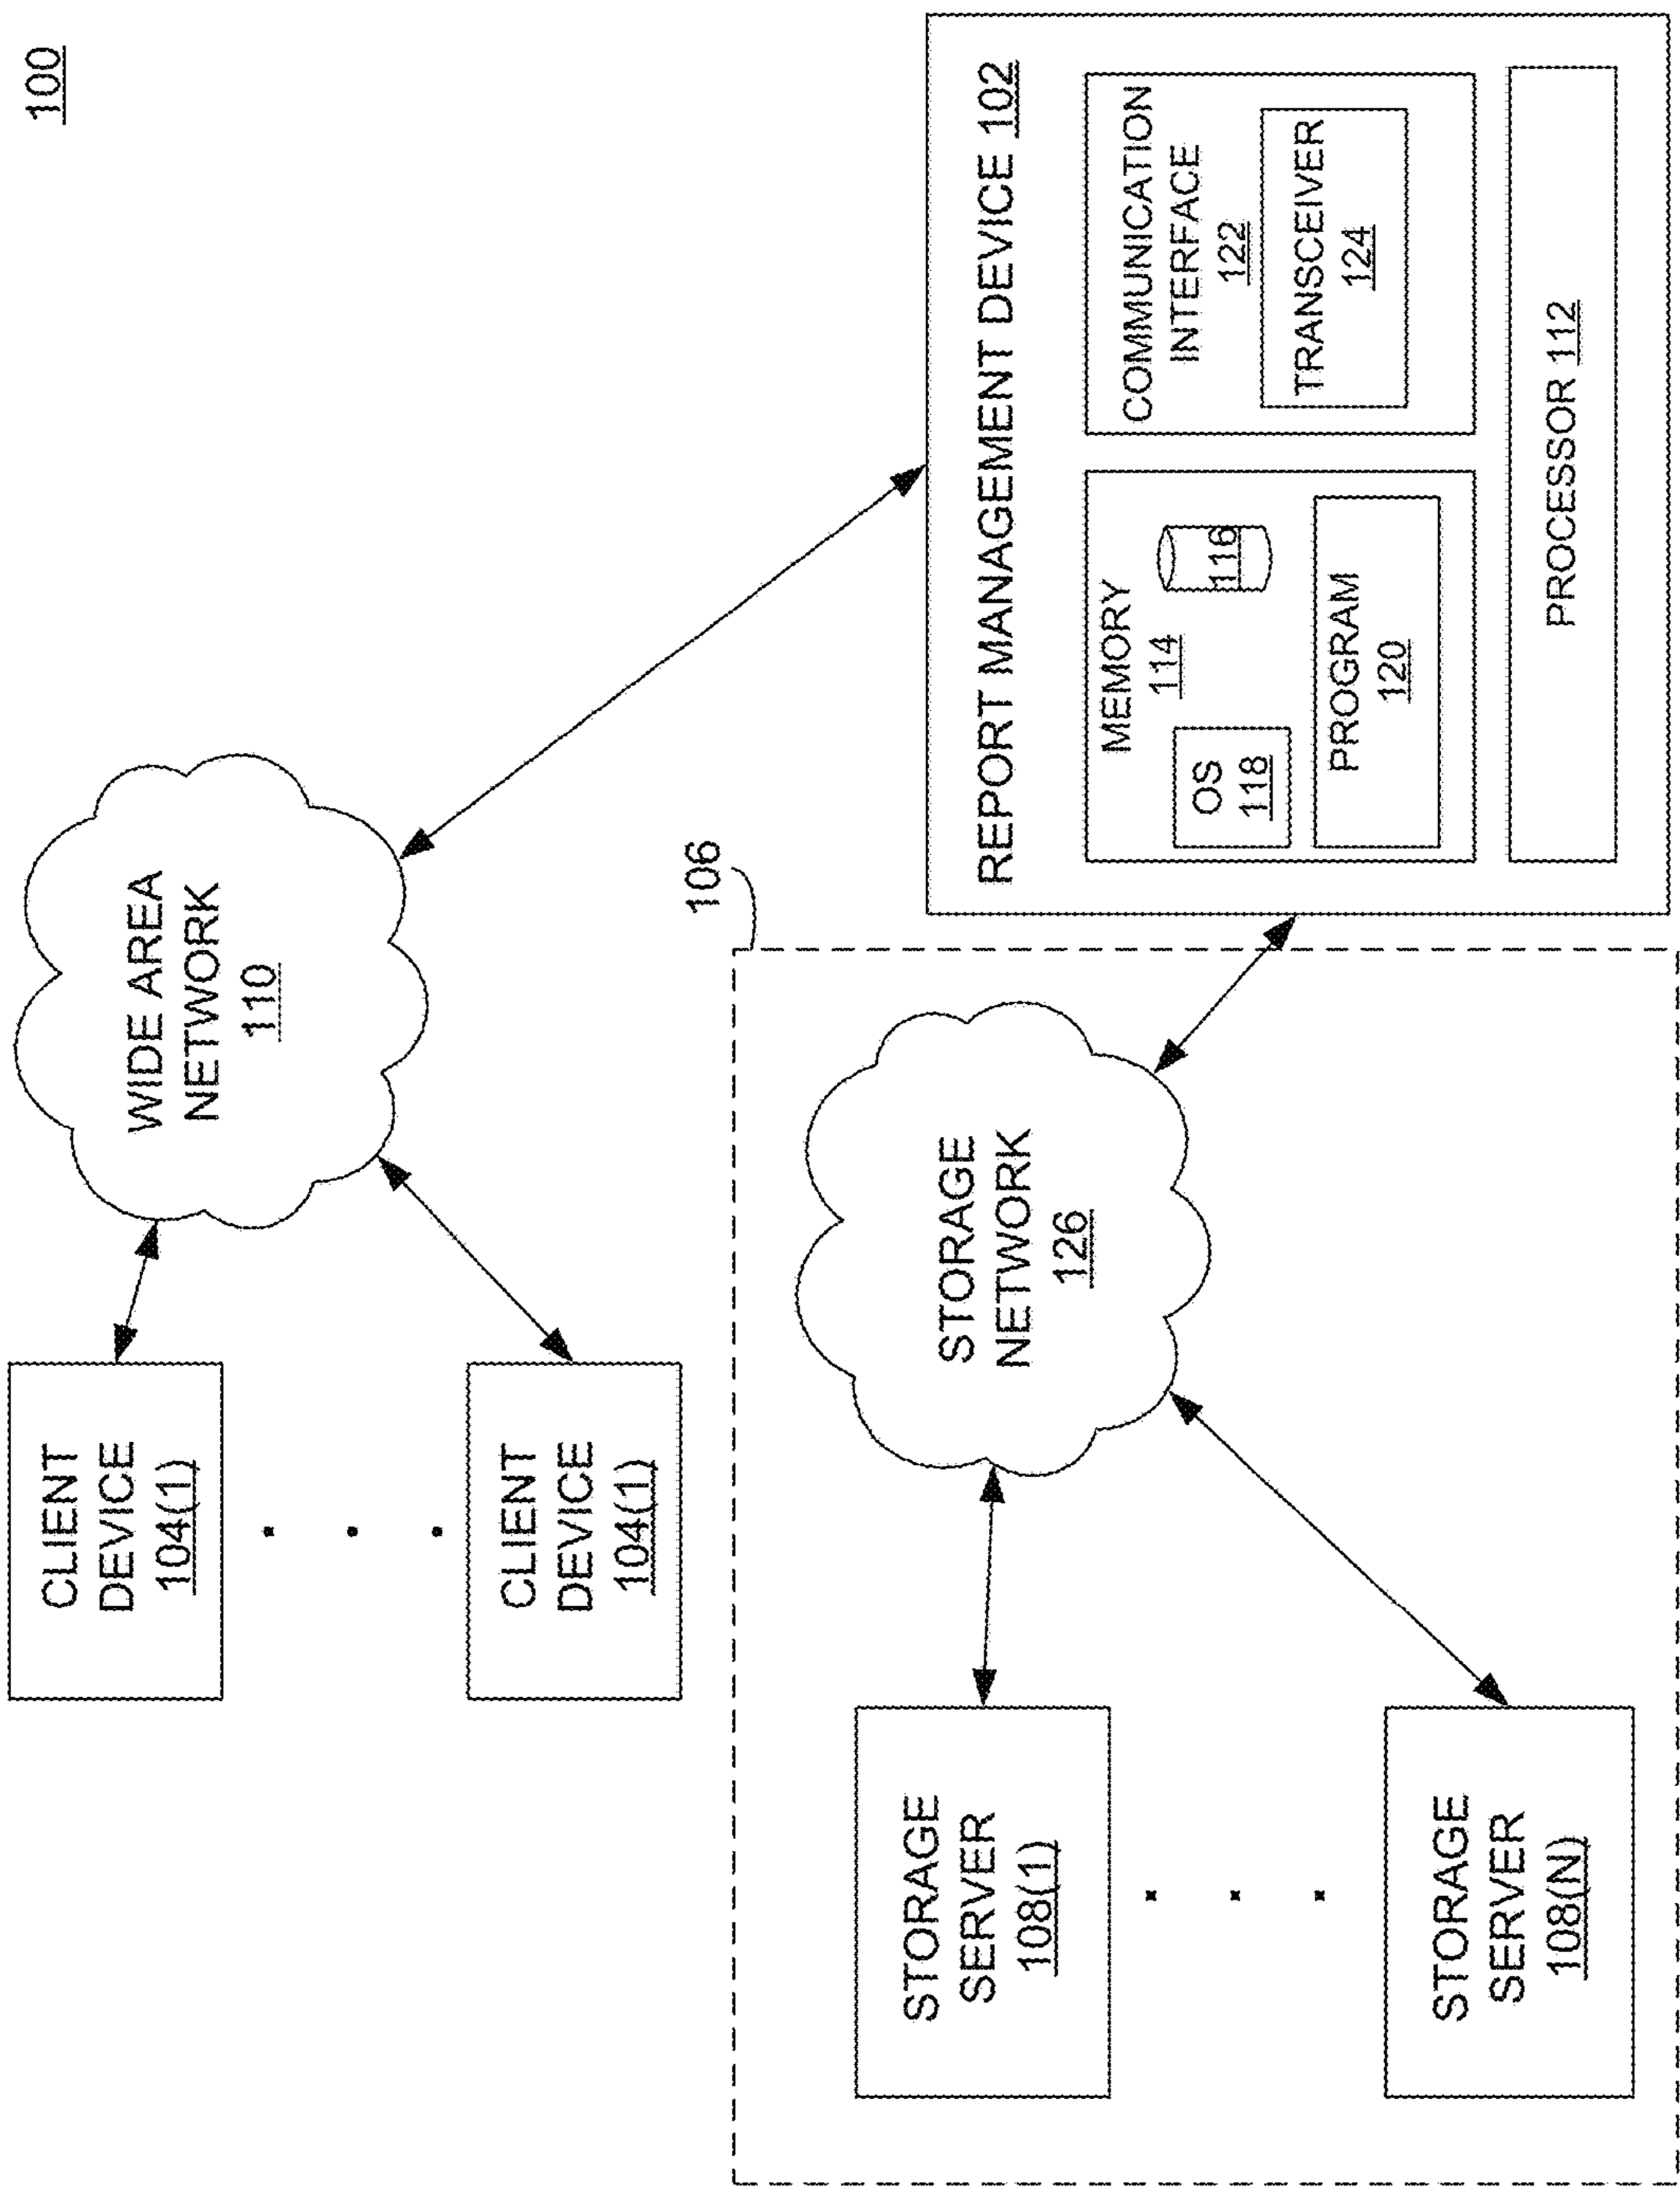 100
CLIENT
DEVICE
104(1)
CLIENT
DEVICE
104(1)
WIDE AREA
NETWORK
110
106
STORAGE
SERVER
108(1)
STORAGE
SERVER
108(N)
STORAGE
NETWORK
126
REPORT MANAGEMENT DEVICE 102
MEMORY
114
116
OS
118
PROGRAM
120
COMMUNICATION
INTERFACE
122
TRANSCEIVER
124
PROCESSOR 112